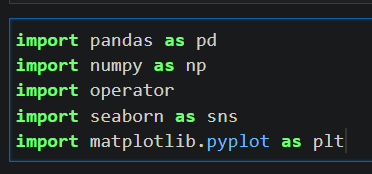 import pandas as pd
import numpy as np
import operator
import seaborn as sns
import matplotlib.pyplot as plt